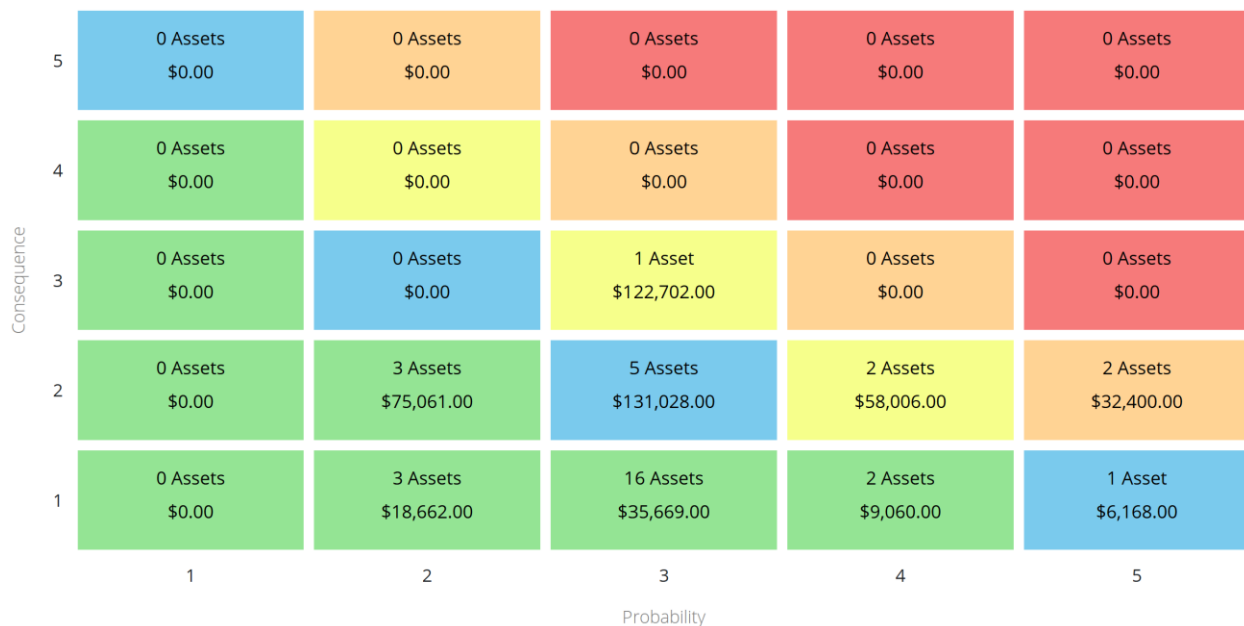 0 Assets 0 Assets 0 Assets 0 Assets 0 Assets
5
$0.00 $0.00 $0.00 $0.00 $0.00
0 Assets 0 Assets 0 Assets 0 Assets 0 Assets
4
$0.00 $0.00 $0.00 $0.00 $0.00
Consequence
0 Assets 0 Assets 1 Asset 0 Assets 0 Assets
3
$0.00 $0.00 $122,702.00 $0.00 $0.00
0 Assets 3 Assets 5 Assets 2 Assets 2 Assets
2
$0.00 $75,061.00 $131,028.00 $58,006.00 $32,400.00
0 Assets 3 Assets 16 Assets 2 Assets 1 Asset
1
$0.00 $18,662.00 $35,669.00 $9,060.00 $6,168.00
1 2 3 4 5
Probability